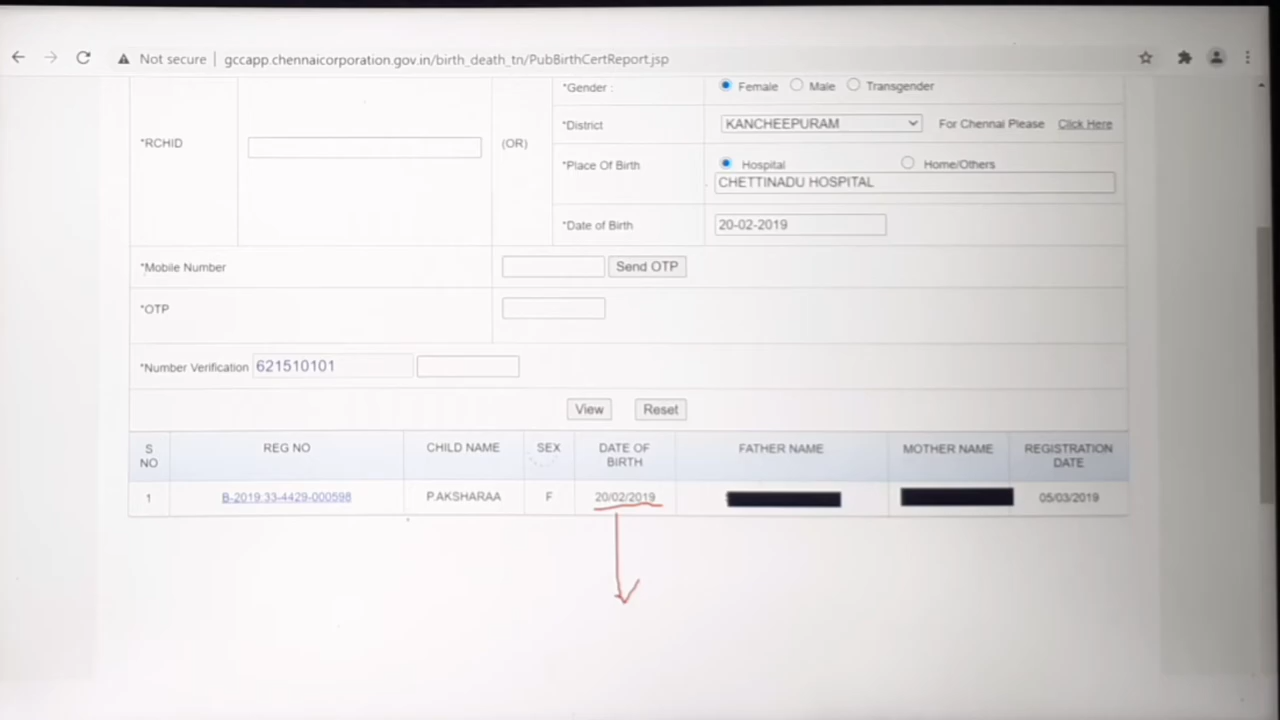 Not secure | gccapp.chennaicorporation.gov.in/birth_death_tn/PubBirthCertReport.jsp
*Gender : Female Male Transgender
*District KANCHEEPURAM For Chennai Please Click Here
*RCHID (OR)
*Place Of Birth Hospital Home/Others
CHETTINADU HOSPITAL
*Date of Birth 20-02-2019
*Mobile Number Send OTP
*OTP
*Number Verification 621510101
View Reset
S NO REG NO CHILD NAME SEX DATE OF BIRTH FATHER NAME MOTHER NAME REGISTRATION DATE
1 B-2019:33-4429-000598 P.AKSHARAA F 20/02/2019 05/03/2019